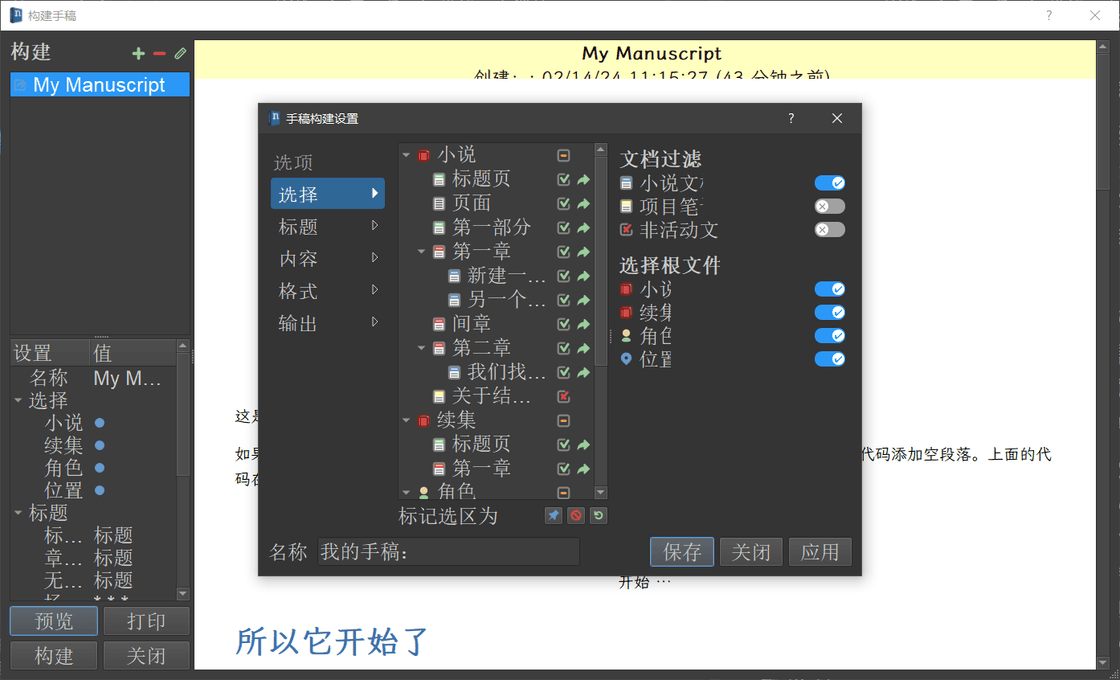 构建手稿
构建
My Manuscript
My Manuscript
创建：: 02/14/24 11:15:27 (43 分钟之前)
手稿构建设置
选项
选择
标题
内容
格式
输出
小说
标题页
页面
第一部分
第一章
新建一...
另一个...
间章
第二章
我们找...
关于结...
续集
标题页
第一章
角色
标记选区为
文档过滤
小说文
项目笔
非活动文
选择根文件
小说
续集
角色
位置
名称 我的手稿:
保存 关闭 应用
设置 值
名称 My M...
选择
小说
续集
角色
位置
标题
标... 标题
章... 标题
无... 标题
* * *
预览 打印
构建 关闭
这是
如果
代码添加空段落。上面的代
码在
开始 …
所以它开始了